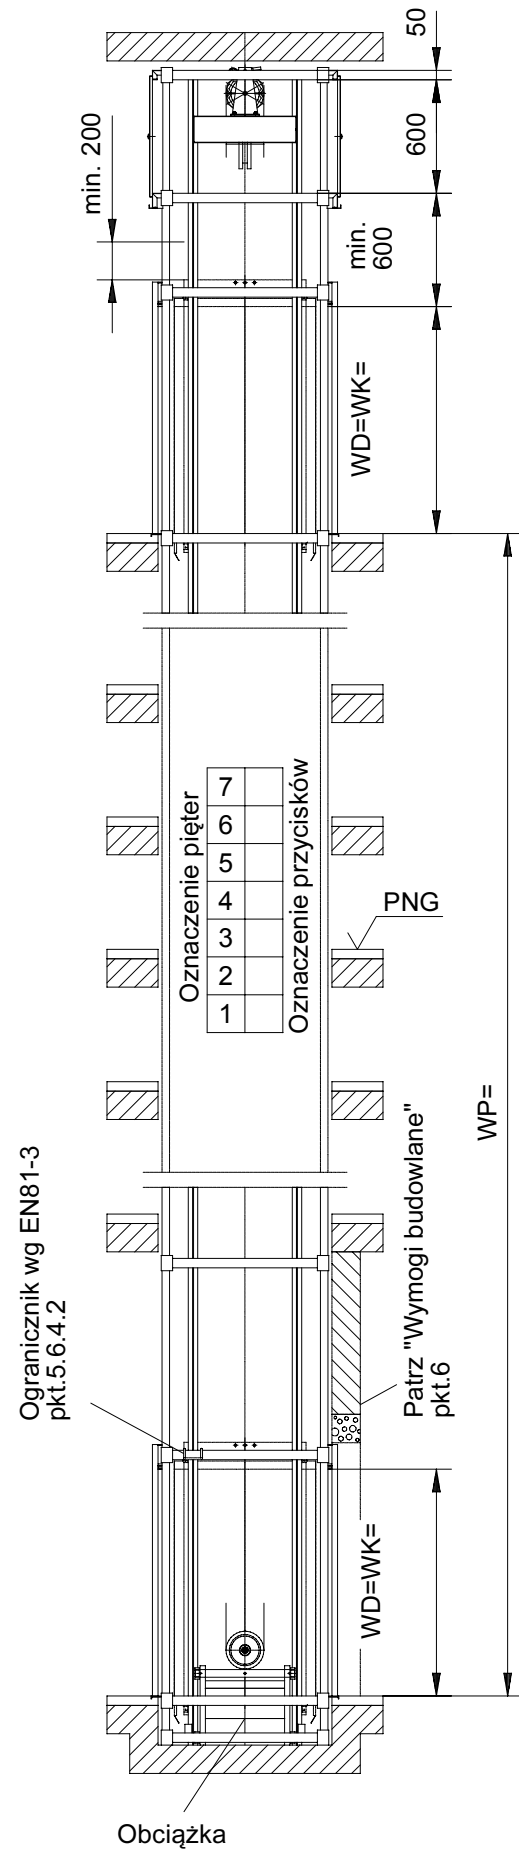 50
600
min. 200
min.
600
WD=WK=
Oznaczenie pięter
7
6
5
4
3
2
1
Oznaczenie przycisków
PNG
WP=
Ogranicznik wg EN81-3
pkt.5.6.4.2
Patrz "Wymogi budowlane"
pkt.6
WD=WK=
Obciążka